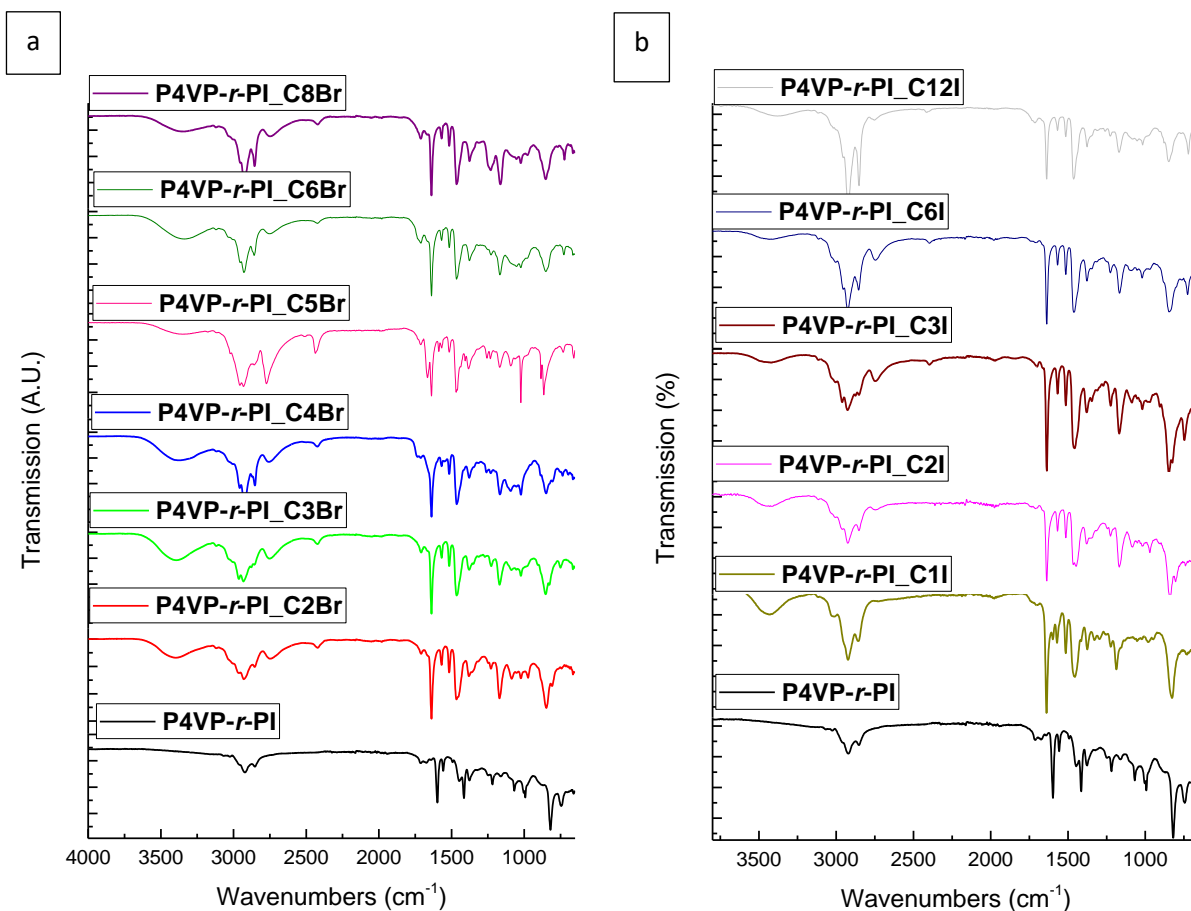 a
P4VP-r-PI_C8Br
P4VP-r-PI_C6Br
P4VP-r-PI_C5Br
P4VP-r-PI_C4Br
P4VP-r-PI_C3Br
P4VP-r-PI_C2Br
P4VP-r-PI
Transmission (A.U.)
4000 3500 3000 2500 2000 1500 1000
Wavenumbers (cm⁻¹)
b
P4VP-r-PI_C12I
P4VP-r-PI_C6I
P4VP-r-PI_C3I
P4VP-r-PI_C2I
P4VP-r-PI_C1I
P4VP-r-PI
Transmission (%)
3500 3000 2500 2000 1500 1000
Wavenumbers (cm⁻¹)